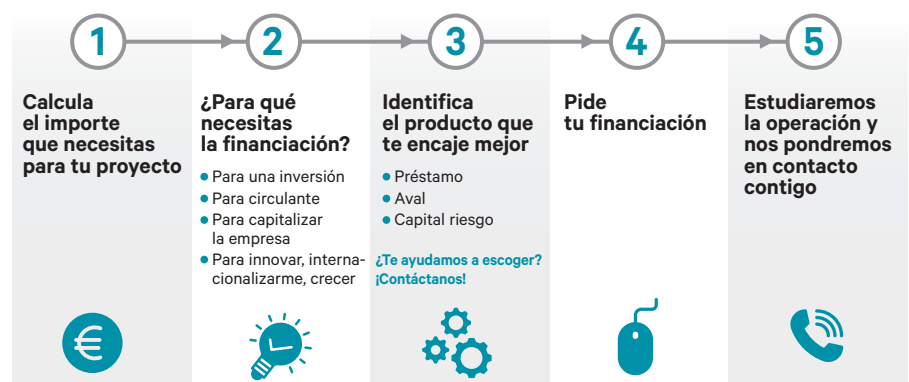 1
2
3
4
5
Calcula
el importe
que necesitas
para tu proyecto
¿Para qué
necesitas
la financiación?
• Para una inversión
• Para circulante
• Para capitalizar
la empresa
• Para innovar, interna-
cionalizarme, crecer
Identifica
el producto que
te encaje mejor
• Préstamo
• Aval
• Capital riesgo
¿Te ayudamos a escoger?
¡Contáctanos!
Pide
tu financiación
Estudiaremos
la operación y
nos pondremos
en contacto
contigo
€